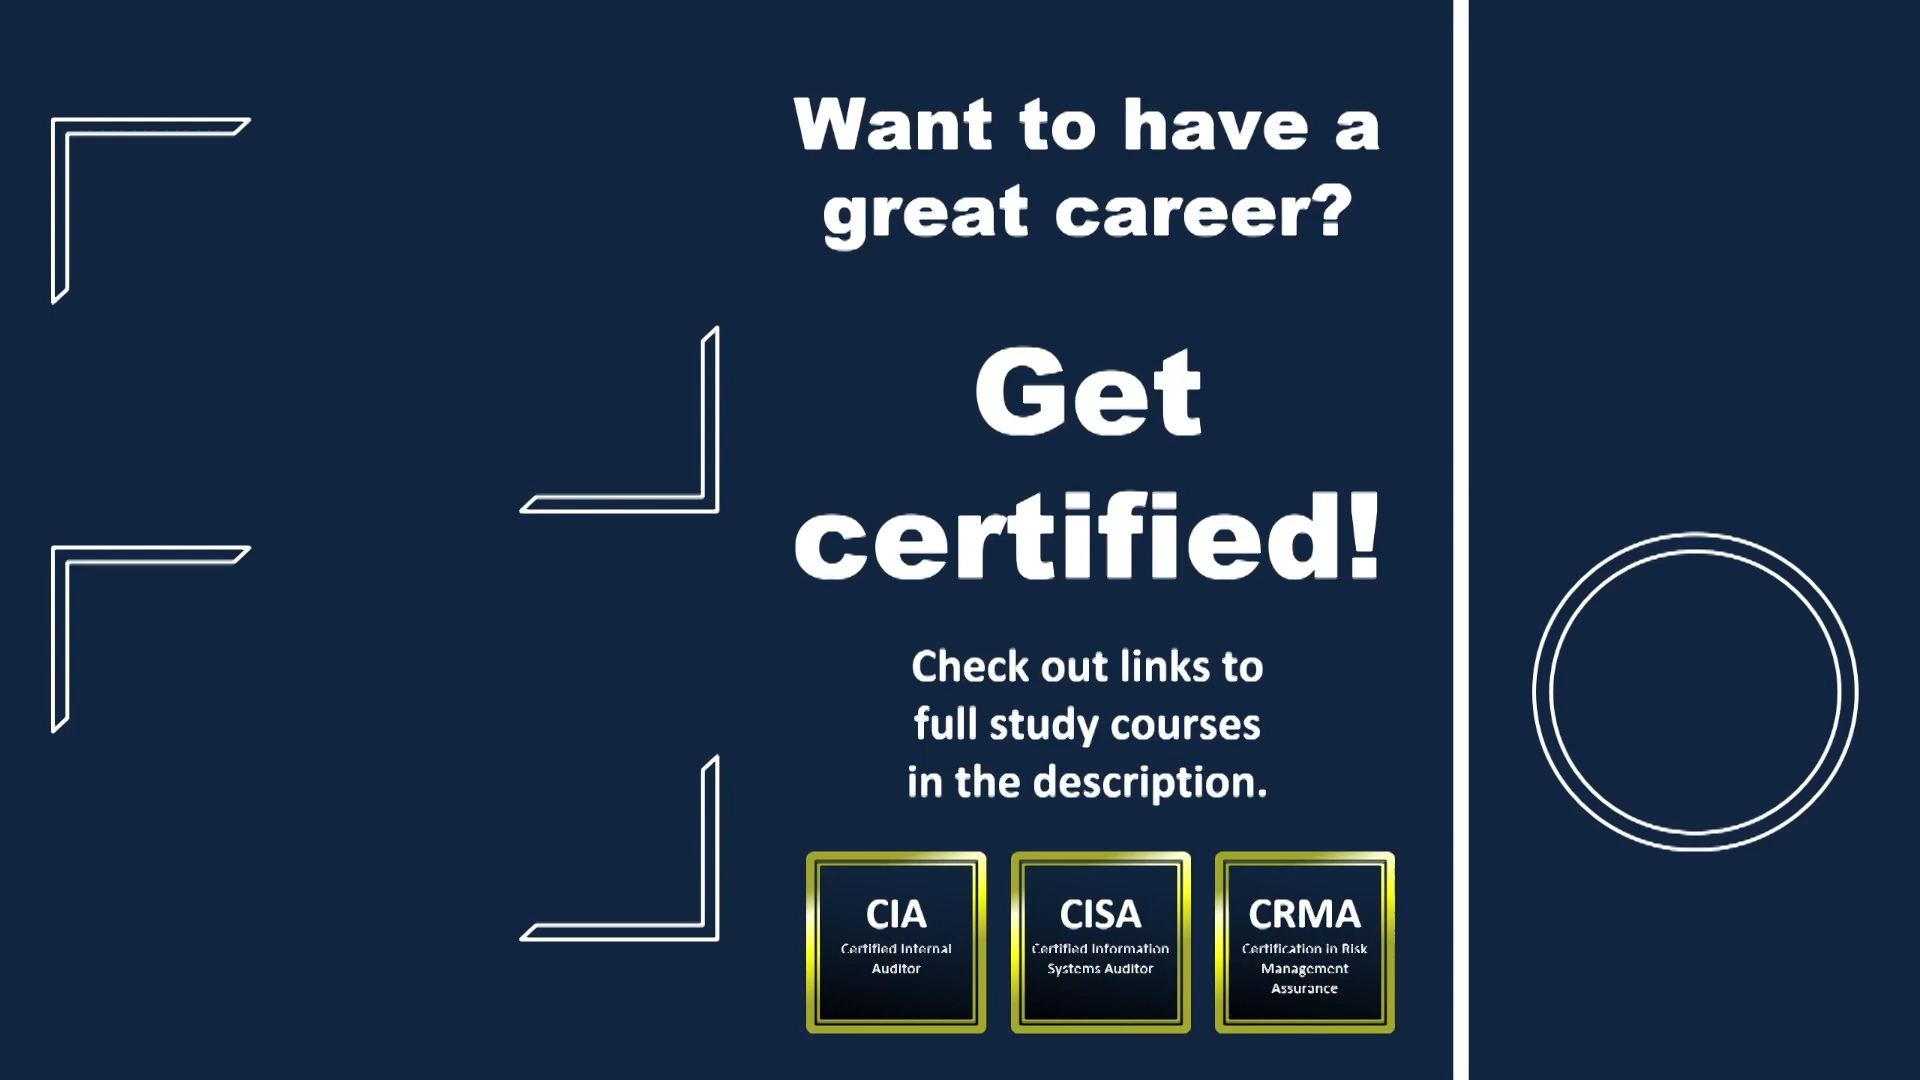 Want to have a
great career?
Get
certified!
Check out links to
full study courses
in the description.
CIA
Certified Internal
Auditor
CISA
Certified Information
Systems Auditor
CRMA
Certification in Risk
Management
Assurance